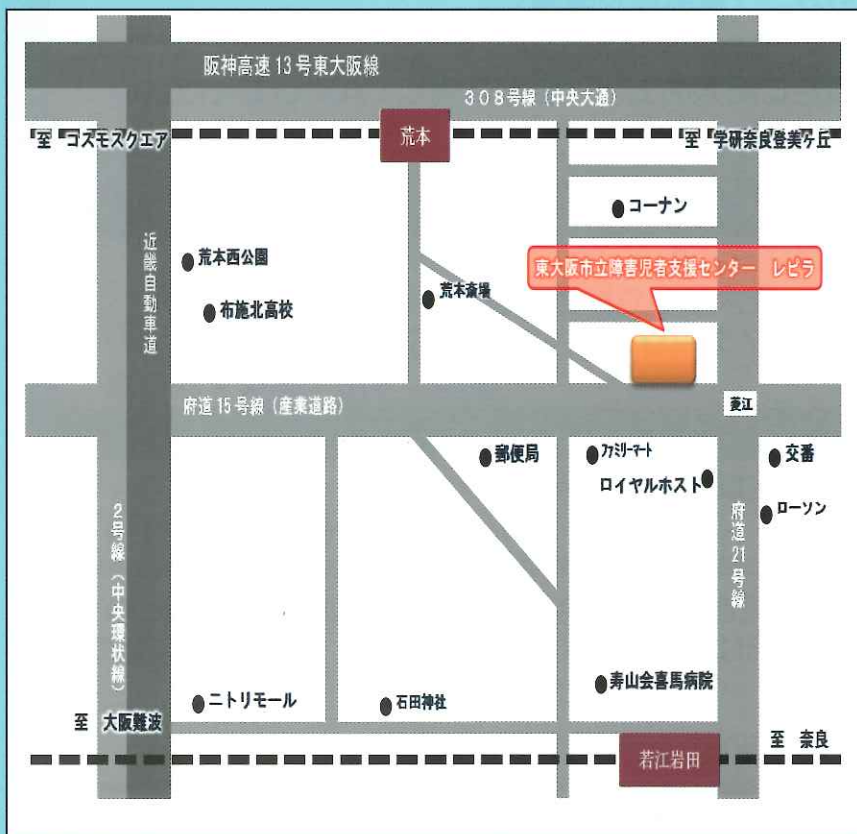 阪神高速13号東大阪線
308号線（中央大通）
至 コスモスクエア
荒本
至 学研奈良登美ヶ丘
コーナン
近畿自動車道
荒本西公園
東大阪市立障害児者支援センター レピラ
荒本斎場
布施北高校
府道15号線（産業道路）
菱江
郵便局
ファミリーマート
交番
ロイヤルホスト
ローソン
2号線（中央環状線）
府道21号線
寿山会喜馬病院
ニトリモール
石田神社
至 大阪難波
至 奈良
若江岩田